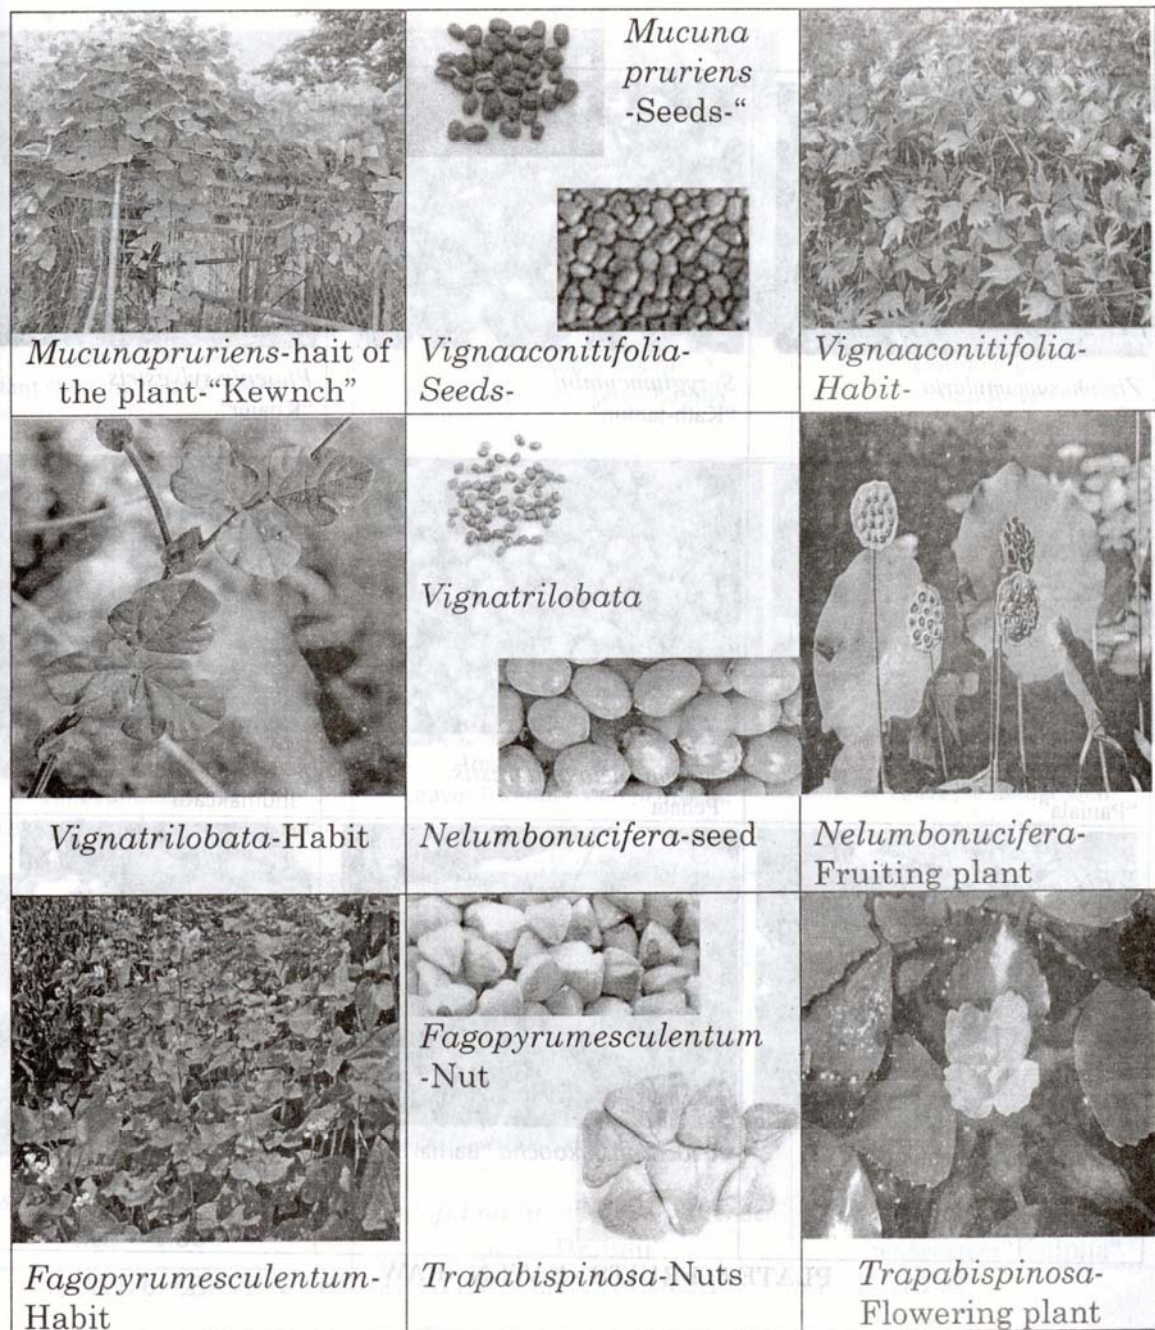 Mucuna
pruriens
-Seeds-“
Mucunapruriens-hait of
the plant-“Kewnch”
Vignaaconitifolia-
Seeds-
Vignaaconitifolia-
Habit-
Vignatrilobata
Vignatrilobata-Habit
Nelumbonucifera-seed
Nelumbonucifera-
Fruiting plant
Fagopyrumesculentum
-Nut
Fagopyrumesculentum-
Habit
Trapabispinosa-Nuts
Trapabispinosa-
Flowering plant